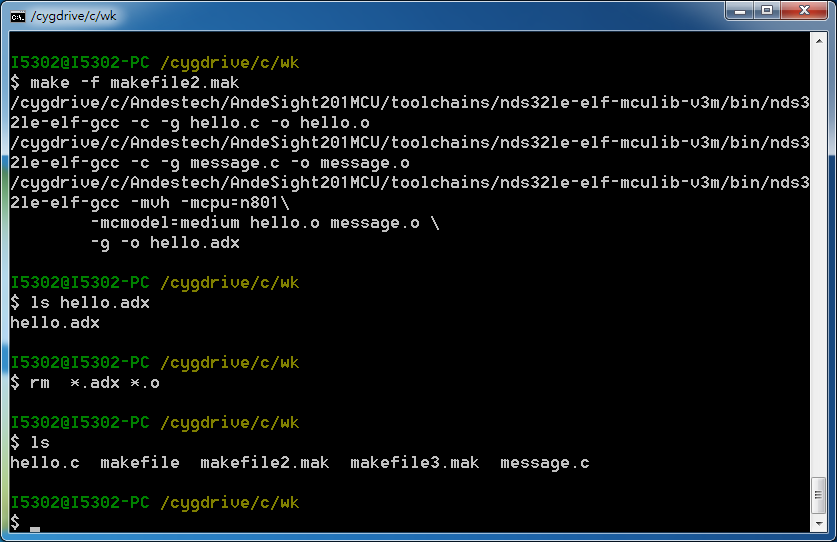 /cygdrive/c/wk
I5302@I5302-PC /cygdrive/c/wk
$ make -f makefile2.mak
/cygdrive/c/Andestech/AndeSight201MCU/toolchains/nds32le-elf-mculib-v3m/bin/nds3
2le-elf-gcc -c -g hello.c -o hello.o
/cygdrive/c/Andestech/AndeSight201MCU/toolchains/nds32le-elf-mculib-v3m/bin/nds3
2le-elf-gcc -c -g message.c -o message.o
/cygdrive/c/Andestech/AndeSight201MCU/toolchains/nds32le-elf-mculib-v3m/bin/nds3
2le-elf-gcc -mvh -mcpu=n801\
        -mcmodel=medium hello.o message.o \
        -g -o hello.adx
I5302@I5302-PC /cygdrive/c/wk
$ ls hello.adx
hello.adx
I5302@I5302-PC /cygdrive/c/wk
$ rm  *.adx *.o
I5302@I5302-PC /cygdrive/c/wk
$ ls
hello.c  makefile  makefile2.mak  makefile3.mak  message.c
I5302@I5302-PC /cygdrive/c/wk
$